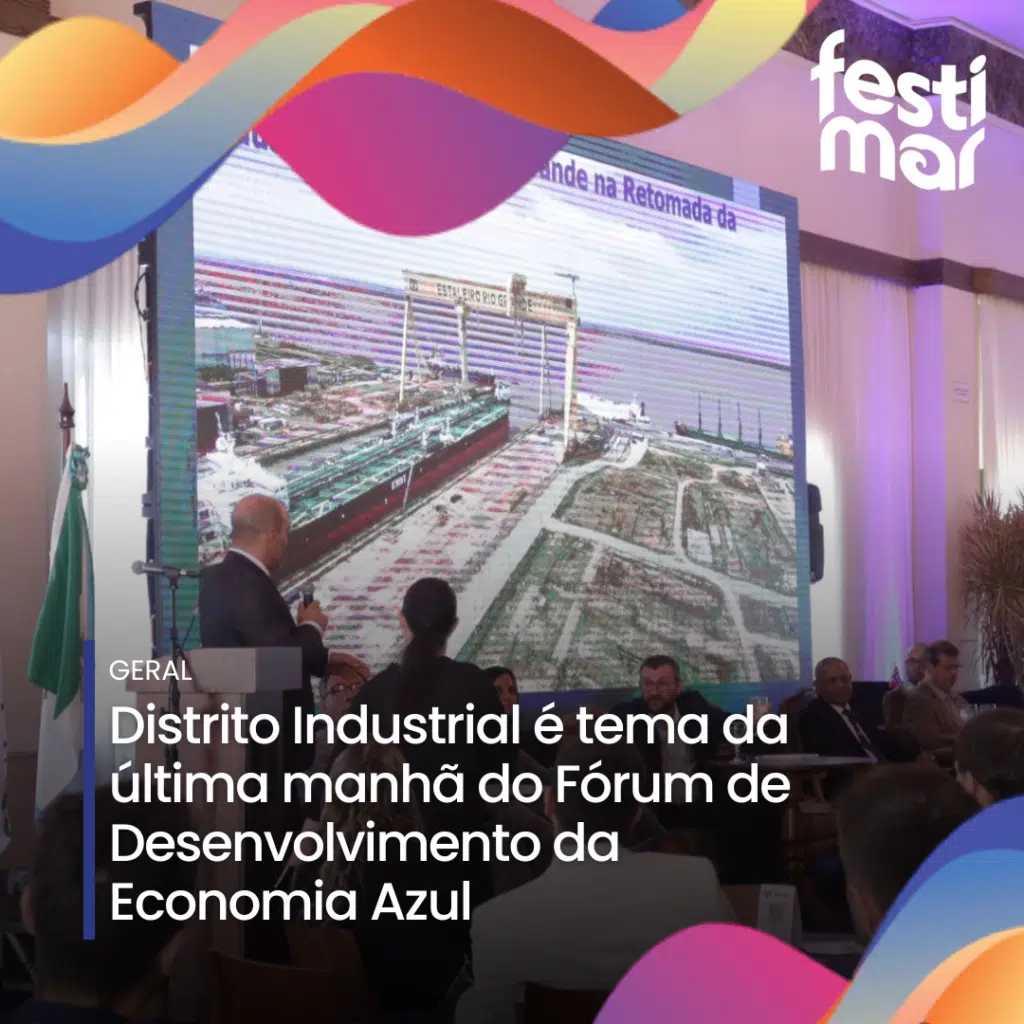 festi
mar
ande na Retomada da
ESTALEIRO RIO GRANDE
GERAL
Distrito Industrial é tema da
última manhã do Fórum de
Desenvolvimento da
Economia Azul